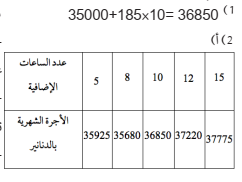 (1 35000+185×10= 36850
2) أ)
عدد الساعات الإضافية 5 8 10 12 15
الأجرة الشهرية بالدنانير 35925 35680 36850 37220 37775